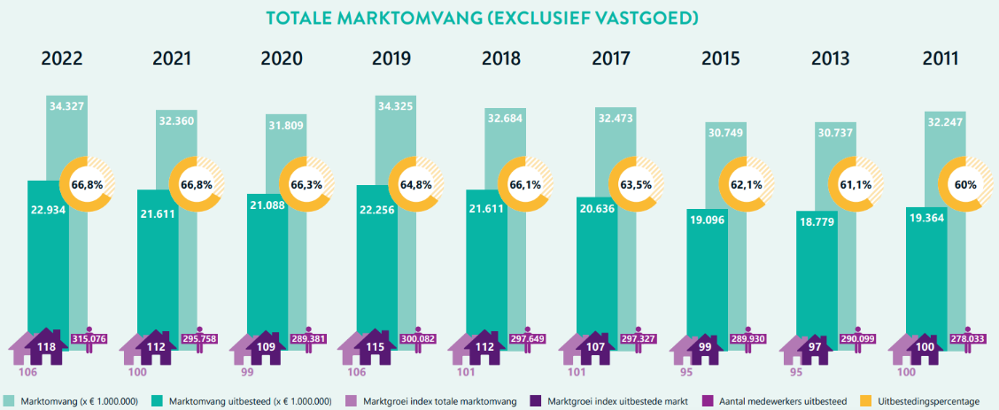 TOTALE MARKTOMVANG (EXCLUSIEF VASTGOED)
2022 2021 2020 2019 2018 2017 2015 2013 2011
34.327 32.360 31.809 34.325 32.684 32.473 30.749 30.737 32.247
66,8% 66,8% 66,3% 64,8% 66,1% 63,5% 62,1% 61,1% 60%
22.934 21.611 21.088 22.256 21.611 20.636 19.096 18.779 19.364
315.076 295.758 289.381 300.082 297.649 297.327 289.930 290.099 278.033
118 112 109 115 112 107 99 97 100
106 100 99 106 101 101 95 95 100
Marktomvang (x € 1.000.000) Marktomvang uitbesteed (x € 1.000.000) Marktgroei index totale marktomvang Marktgroei index uitbestede markt Aantal medewerkers uitbesteed Uitbestedingspercentage